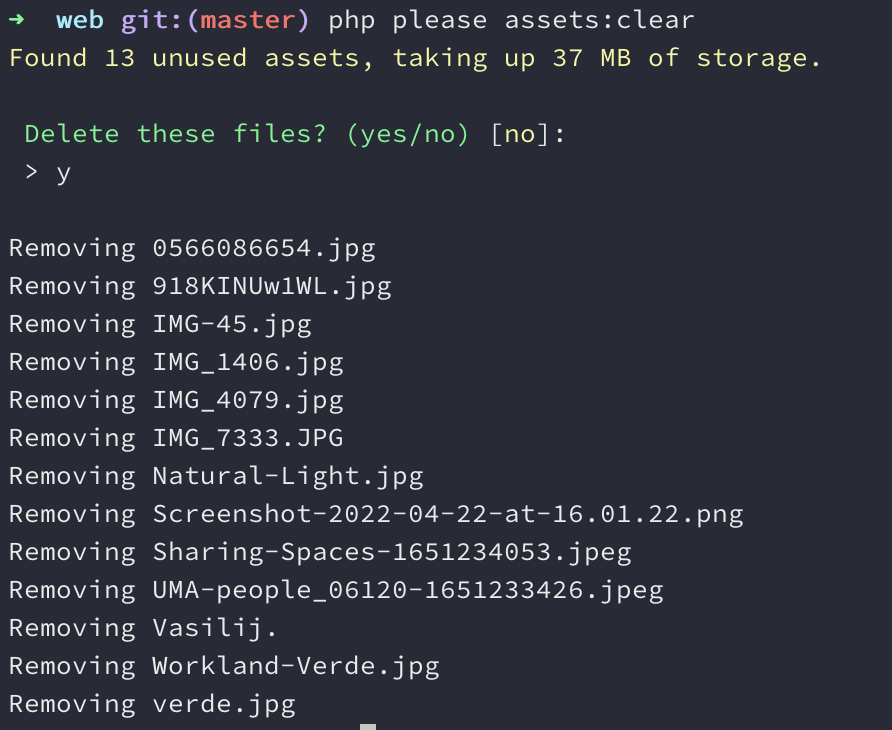 ➜ web git:(master) php please assets:clear
Found 13 unused assets, taking up 37 MB of storage.
Delete these files? (yes/no) [no]:
> y
Removing 0566086654.jpg
Removing 918KINUw1WL.jpg
Removing IMG-45.jpg
Removing IMG_1406.jpg
Removing IMG_4079.jpg
Removing IMG_7333.JPG
Removing Natural-Light.jpg
Removing Screenshot-2022-04-22-at-16.01.22.png
Removing Sharing-Spaces-1651234053.jpeg
Removing UMA-people_06120-1651233426.jpeg
Removing Vasilij.
Removing Workland-Verde.jpg
Removing verde.jpg